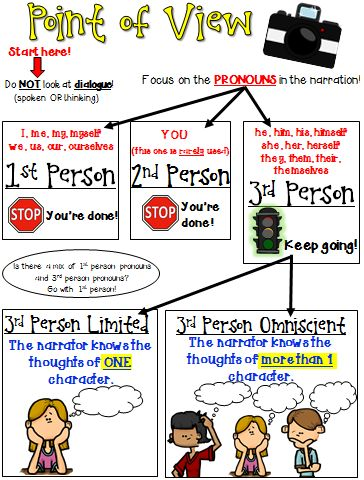 Point of View
Start here!
Do NOT look at dialogue!
(spoken OR thinking)
Focus on the PRONOUNS in the narration!
I, me, my, myself
we, us, our, ourselves
1st Person
STOP
You're done!
YOU
(this one is rarely used)
2nd Person
STOP
You're
done!
he, him, his, himself
she, her, herself
they, them, their,
themselves
3rd Person
Keep going!
Is there a mix of 1st person pronouns
and 3rd person pronouns?
Go with 1st person!
3rd Person Limited
The narrator knows the
thoughts of ONE
character.
3rd Person Omniscient
The narrator knows the
thoughts of more than 1
character.